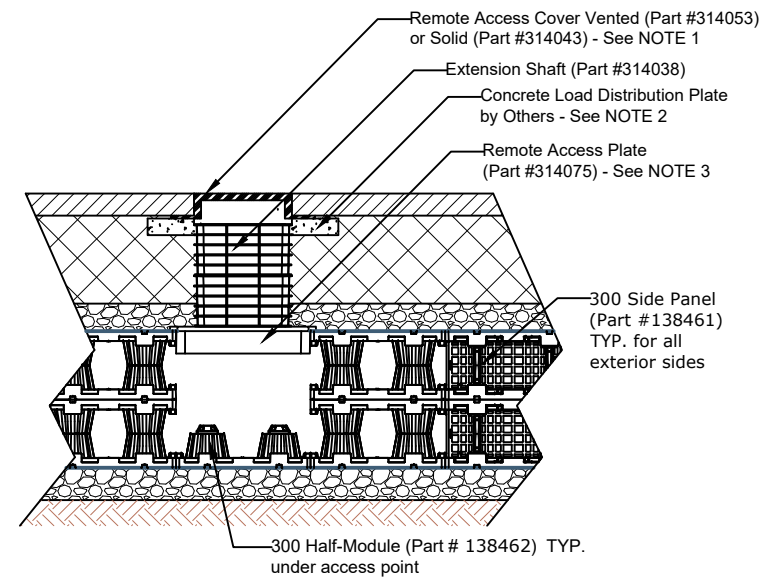 Remote Access Cover Vented (Part #314053)
or Solid (Part #314043) - See NOTE 1
Extension Shaft (Part #314038)
Concrete Load Distribution Plate
by Others - See NOTE 2
Remote Access Plate
(Part #314075) - See NOTE 3
300 Side Panel
(Part #138461)
TYP. for all
exterior sides
300 Half-Module (Part # 138462) TYP.
under access point